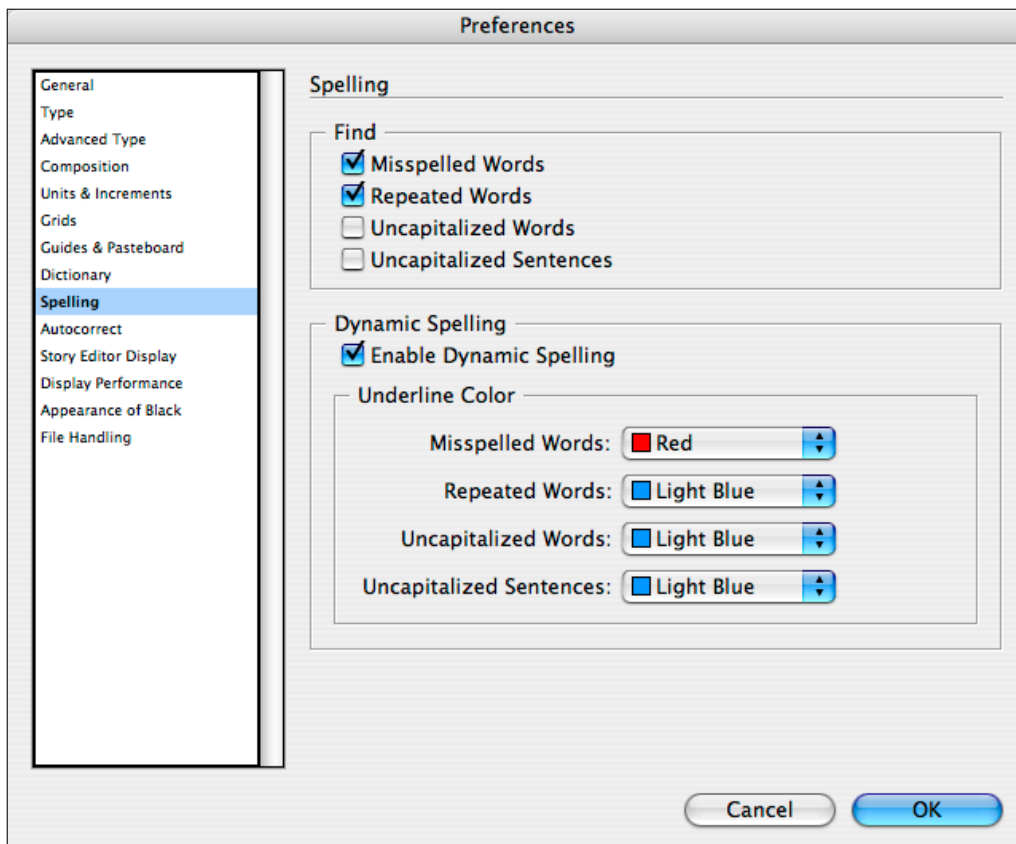 Preferences
General
Type
Advanced Type
Composition
Units & Increments
Grids
Guides & Pasteboard
Dictionary
Spelling
Autocorrect
Story Editor Display
Display Performance
Appearance of Black
File Handling
Spelling
Find
Misspelled Words
Repeated Words
Uncapitalized Words
Uncapitalized Sentences
Dynamic Spelling
Enable Dynamic Spelling
Underline Color
Misspelled Words: Red
Repeated Words: Light Blue
Uncapitalized Words: Light Blue
Uncapitalized Sentences: Light Blue
Cancel OK